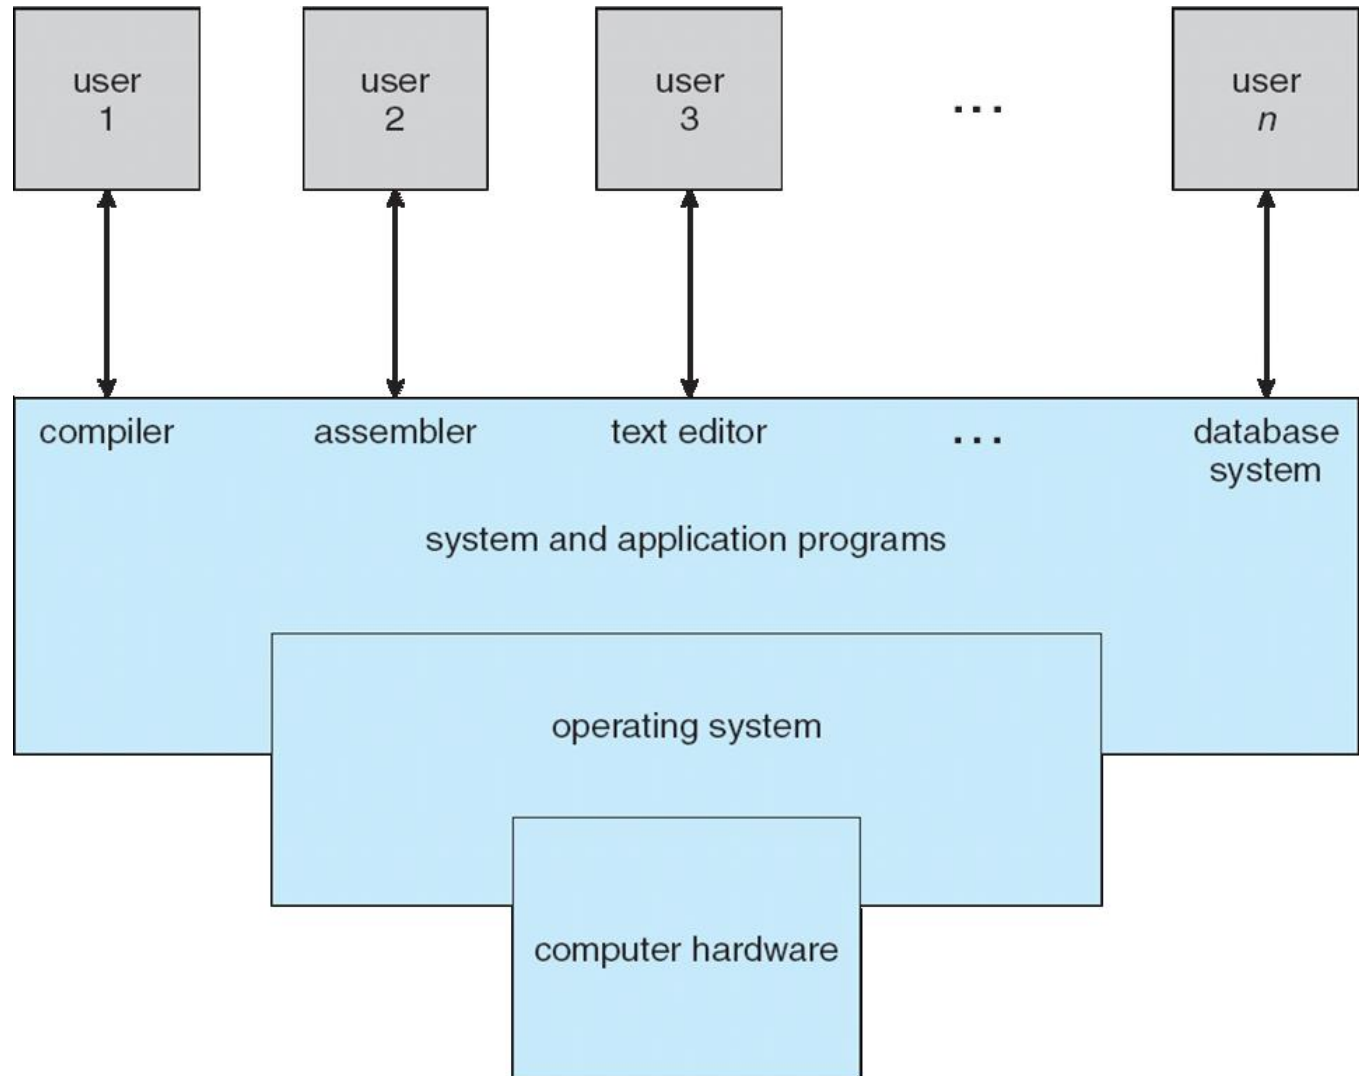 user
1
user
2
user
3
...
user
n
compiler
assembler
text editor
...
database
system
system and application programs
operating system
computer hardware